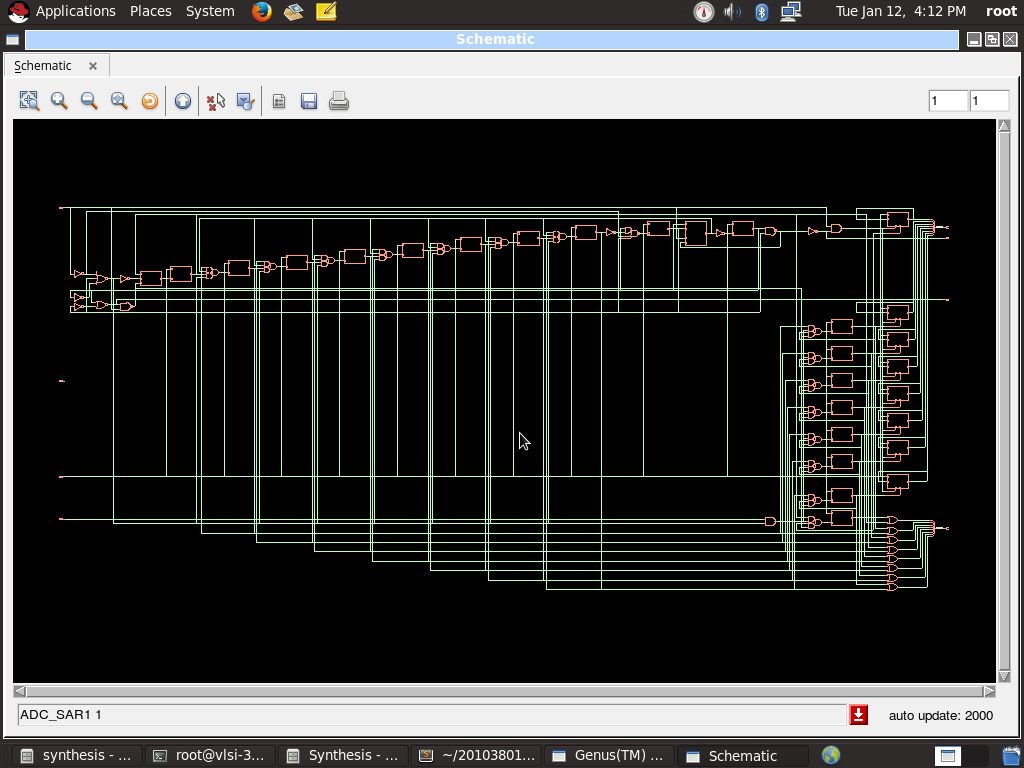 Applications Places System Tue Jan 12, 4:12 PM root
Schematic
Schematic
1 1
ADC_SAR1 1 auto update: 2000
synthesis - ... root@vlsi-3... Synthesis - ... ~/20103801... Genus(TM) ... Schematic